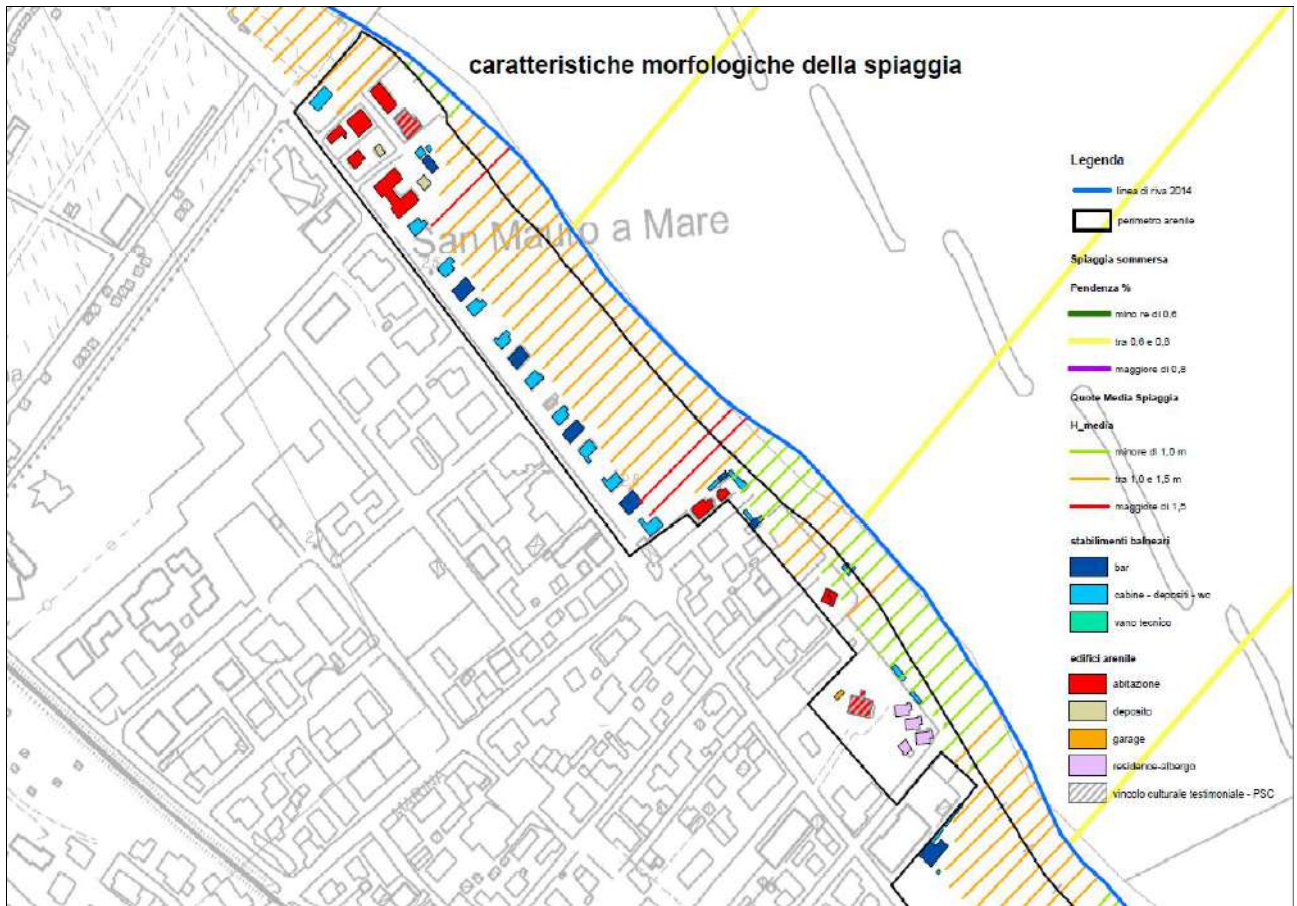 caratteristiche morfologiche della spiaggia
San Mauro a Mare
Legenda
linea di riva 2014
perimetro arenile
Spiaggia sommersa
Pendenza %
mino re di 0,6
tra 0,6 e 0,8
maggiore di 0,8
Quote Media Spiaggia
H_media
minore di 1,0 m
tra 1,0 e 1,5 m
maggiore di 1,5
stabilimenti balneari
bar
cabine - depositi - wc
vano tecnico
edifici arenile
abitazione
deposito
garage
residence-albergo
vincolo culturale testimoniale - PSC